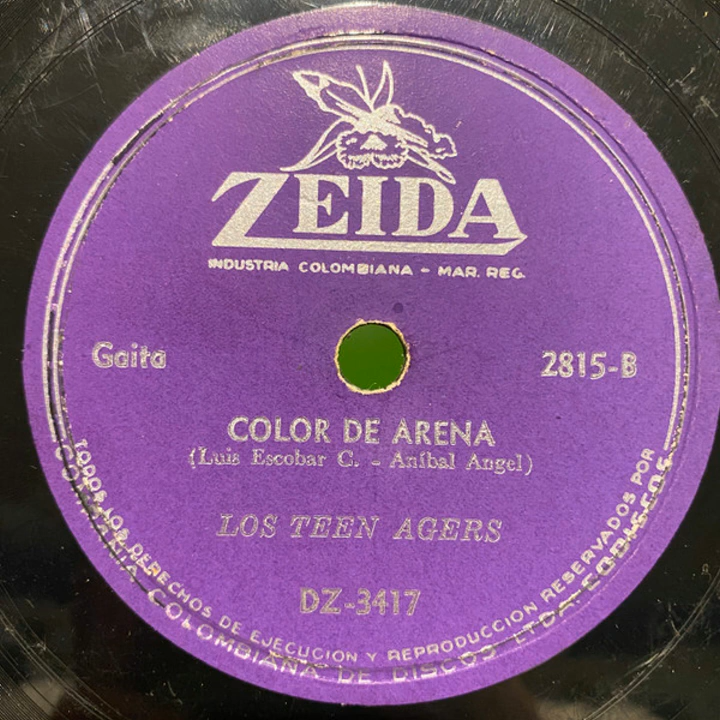 ZEIDA
INDUSTRIA COLOMBIANA - MAR. REG.
Gaita
2815-B
COLOR DE ARENA
(Luis Escobar C. - Aníbal Angel)
LOS TEEN AGERS
DZ-3417
TODOS LOS DERECHOS DE EJECUCION Y REPRODUCCION RESERVADOS POR
COMPAÑIA COLOMBIANA DE DISCOS LTDA. CODISCOS